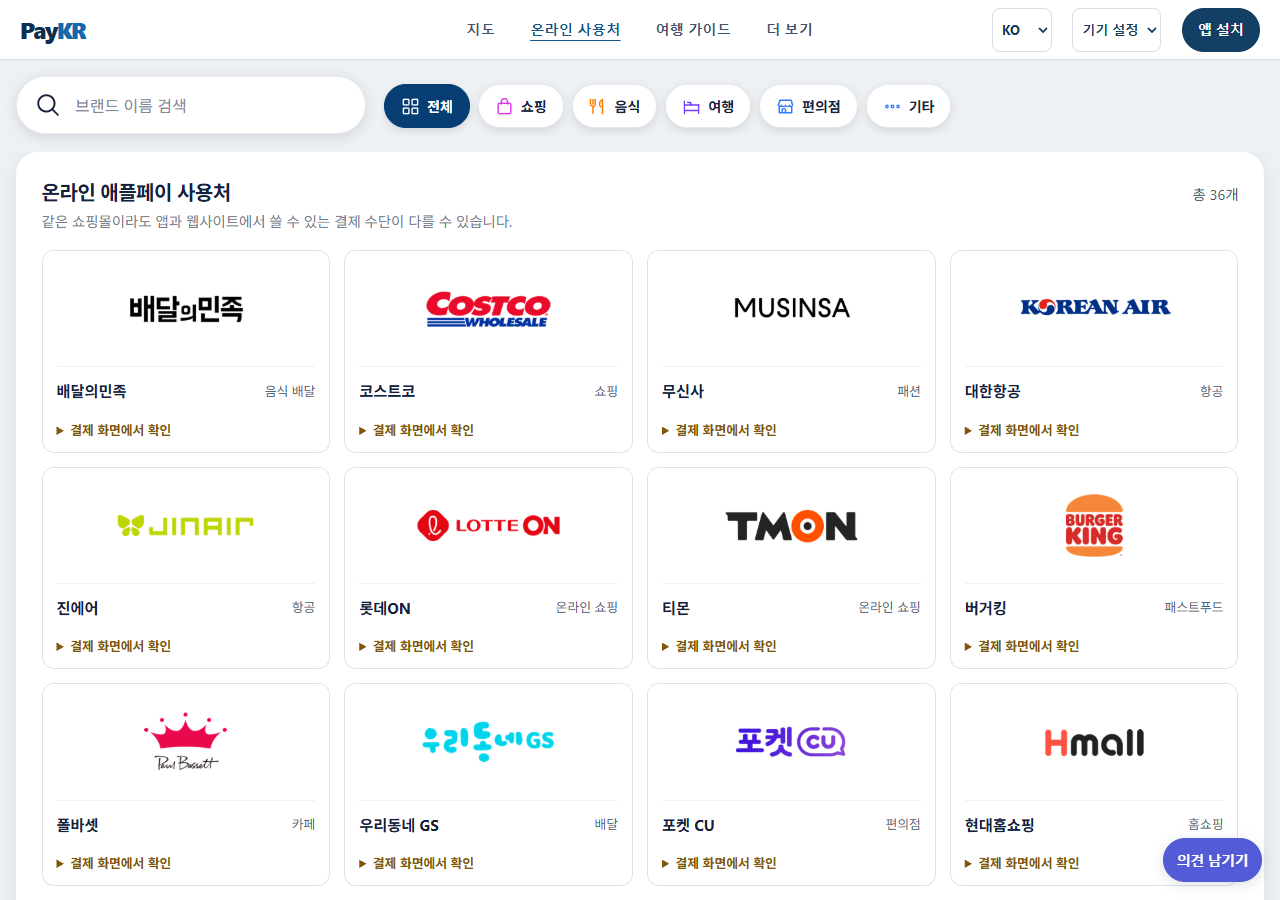 PayKR
지도
온라인 사용처
여행 가이드
더 보기
KO
기기 설정
앱 설치
브랜드 이름 검색
전체
쇼핑
음식
여행
편의점
기타
온라인 애플페이 사용처
총 36개
같은 쇼핑몰이라도 앱과 웹사이트에서 쓸 수 있는 결제 수단이 다를 수 있습니다.
배달의민족
COSTCO
WHOLESALE
MUSINSA
KOREAN AIR
배달의민족
음식 배달
코스트코
쇼핑
무신사
패션
대한항공
항공
결제 화면에서 확인
결제 화면에서 확인
결제 화면에서 확인
결제 화면에서 확인
JINAIR
LOTTE ON
TMON
BURGER
KING
진에어
항공
롯데ON
온라인 쇼핑
티몬
온라인 쇼핑
버거킹
패스트푸드
결제 화면에서 확인
결제 화면에서 확인
결제 화면에서 확인
결제 화면에서 확인
Paul Bassett
우리동네GS
포켓CU
Hmall
폴바셋
카페
우리동네 GS
배달
포켓 CU
편의점
현대홈쇼핑
홈쇼핑
결제 화면에서 확인
결제 화면에서 확인
결제 화면에서 확인
결제 화면에서 확인
의견 남기기